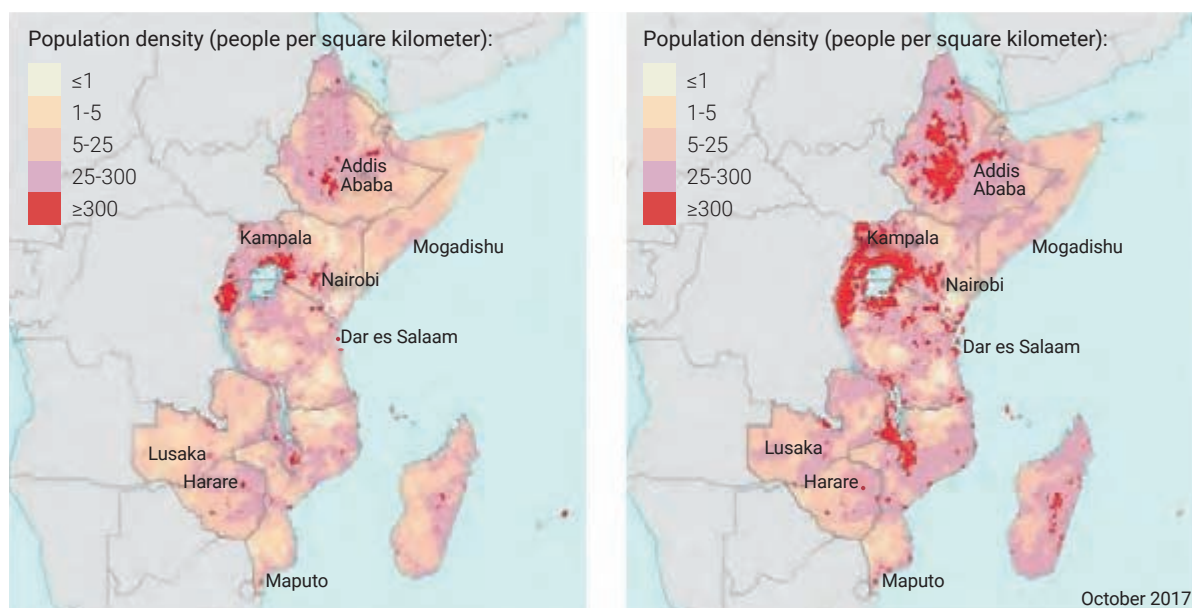 Population density (people per square kilometer):
≤1
1-5
5-25
25-300
≥300
Addis
Ababa
Kampala
Mogadishu
Nairobi
Dar es Salaam
Lusaka
Harare
Maputo
Population density (people per square kilometer):
≤1
1-5
5-25
25-300
≥300
Addis
Ababa
Kampala
Mogadishu
Nairobi
Dar es Salaam
Lusaka
Harare
Maputo
October 2017